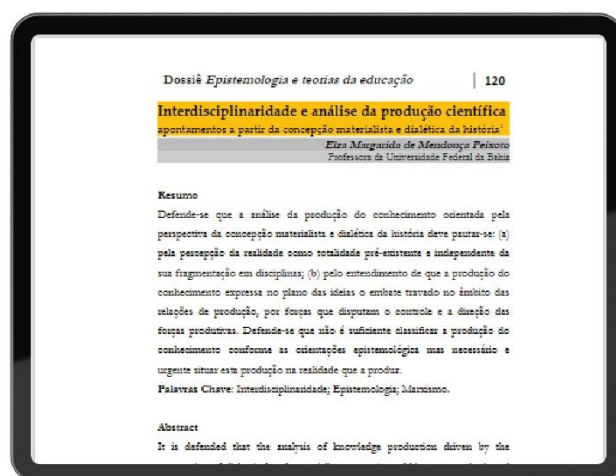 Dossiê Epistemologia e teorias da educação | 120
Interdisciplinaridade e análise da produção científica
apontamentos a partir da concepção materialista e dialética da história¹
Elza Margarida de Mendonça Peixoto
Professora da Universidade Federal da Bahia
Resumo
Defende-se que a análise da produção do conhecimento orientada pela
perspectiva da concepção materialista e dialética da história deve pautar-se: (a)
pela percepção da realidade como totalidade pré-existente e independente da
sua fragmentação em disciplinas; (b) pelo entendimento de que a produção do
conhecimento expressa no plano das ideias o embate travado no âmbito das
relações de produção, por forças que disputam o controle e a direção das
forças produtivas. Defende-se que não é suficiente classificar a produção do
conhecimento conforme as orientações epistemológica mas necessário e
urgente situar esta produção na realidade que a produz.
Palavras Chave: Interdisciplinaridade; Epistemologia; Marxismo.
Abstract
It is defended that the analysis of knowledge production driven by the